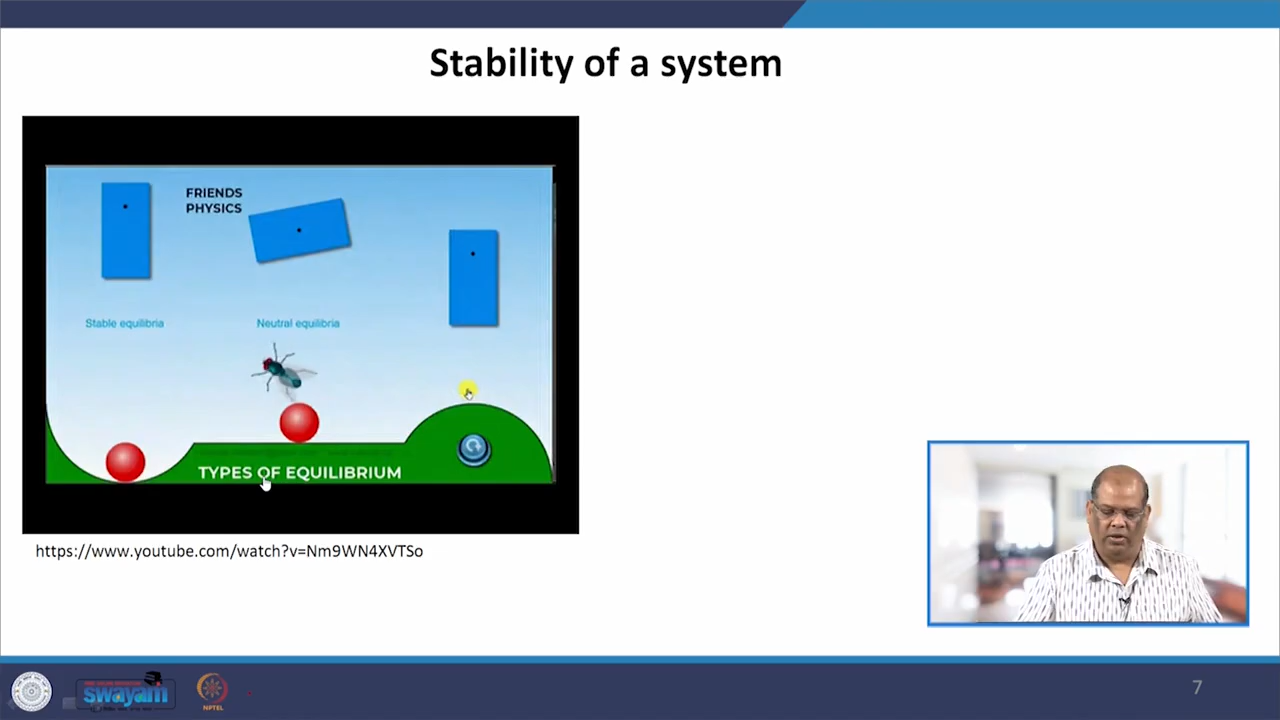 Stability of a system
FRIENDS
PHYSICS
Stable equilibria
Neutral equilibria
TYPES OF EQUILIBRIUM
https://www.youtube.com/watch?v=Nm9WN4XVTSo
swayam
NPTEL
7